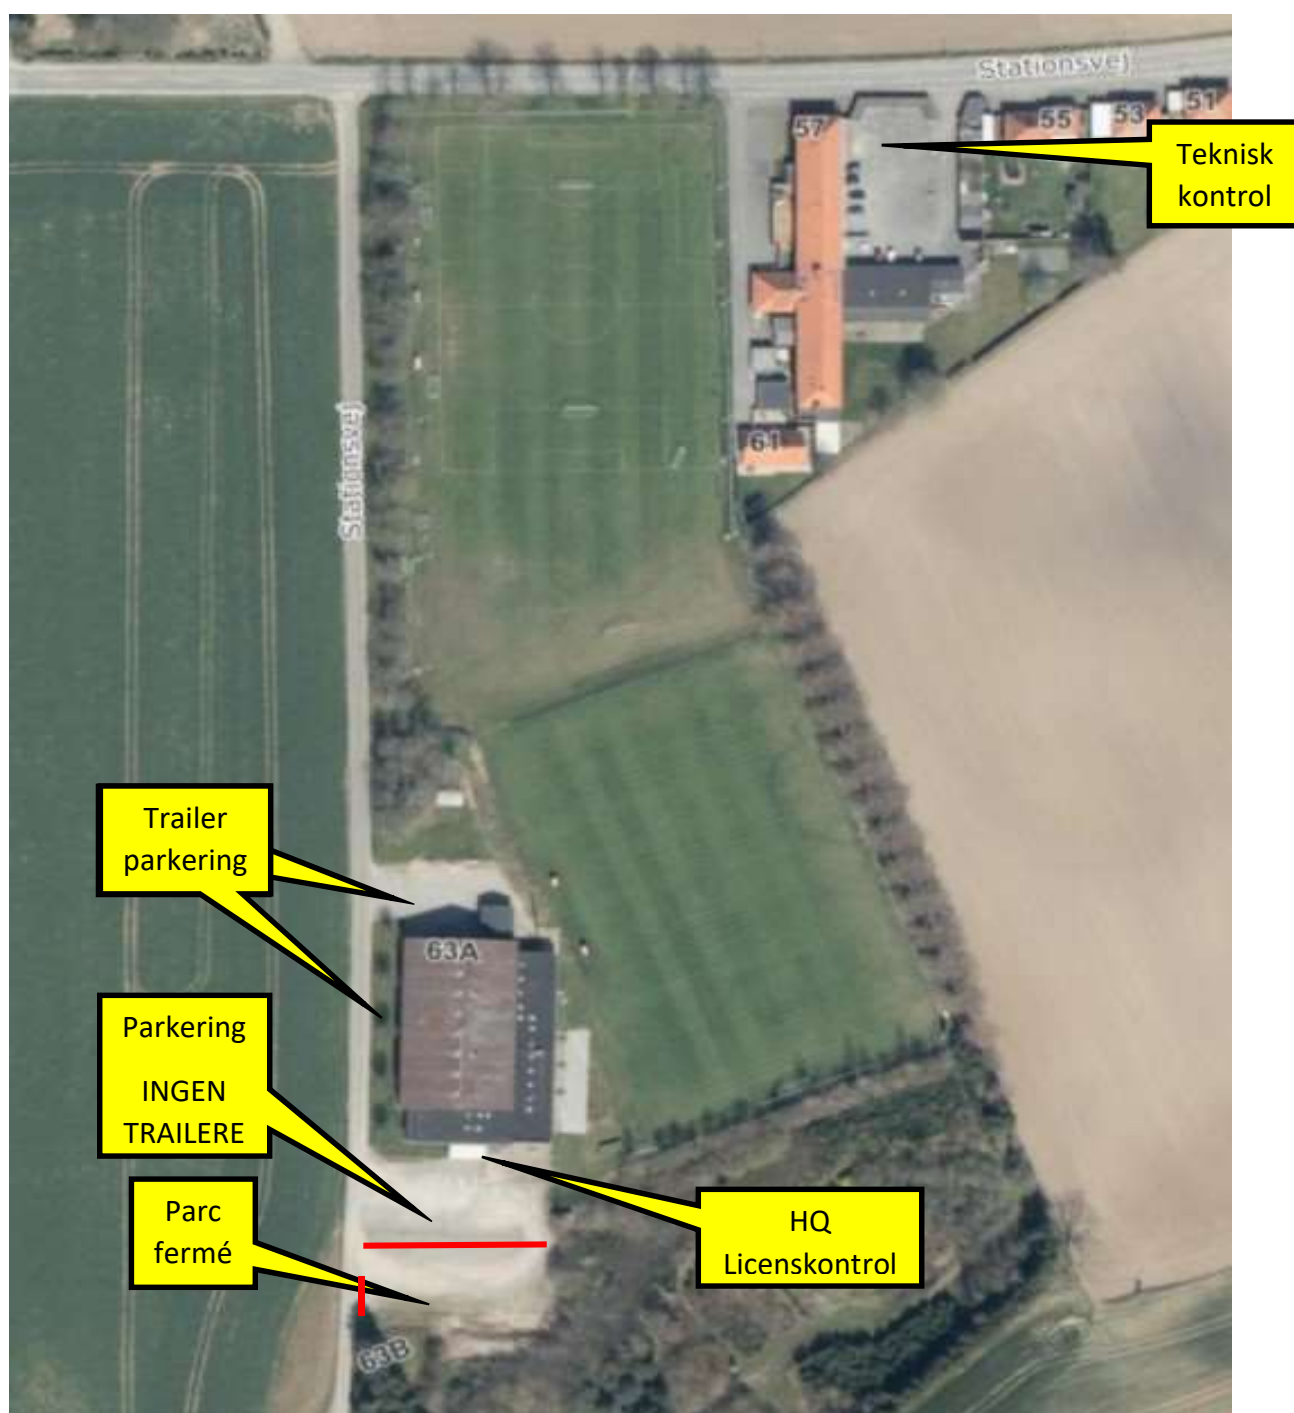 Stationsvej
57
55
53
51
Teknisk
kontrol
Stationsvej
61
Trailer
parkering
63A
Parkering
INGEN
TRAILERE
Parc
fermé
HQ
Licenskontrol
63B